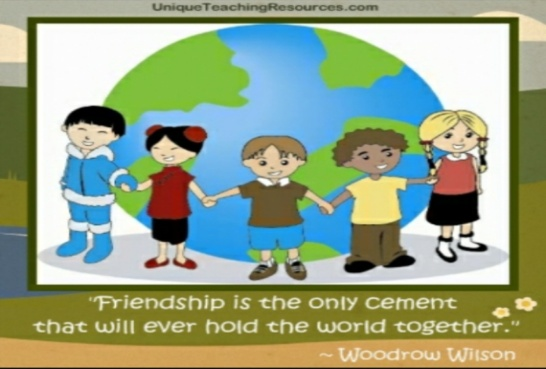 UniqueTeachingResources.com
"Friendship is the only cement
that will ever hold the world together."
~ Woodrow Wilson